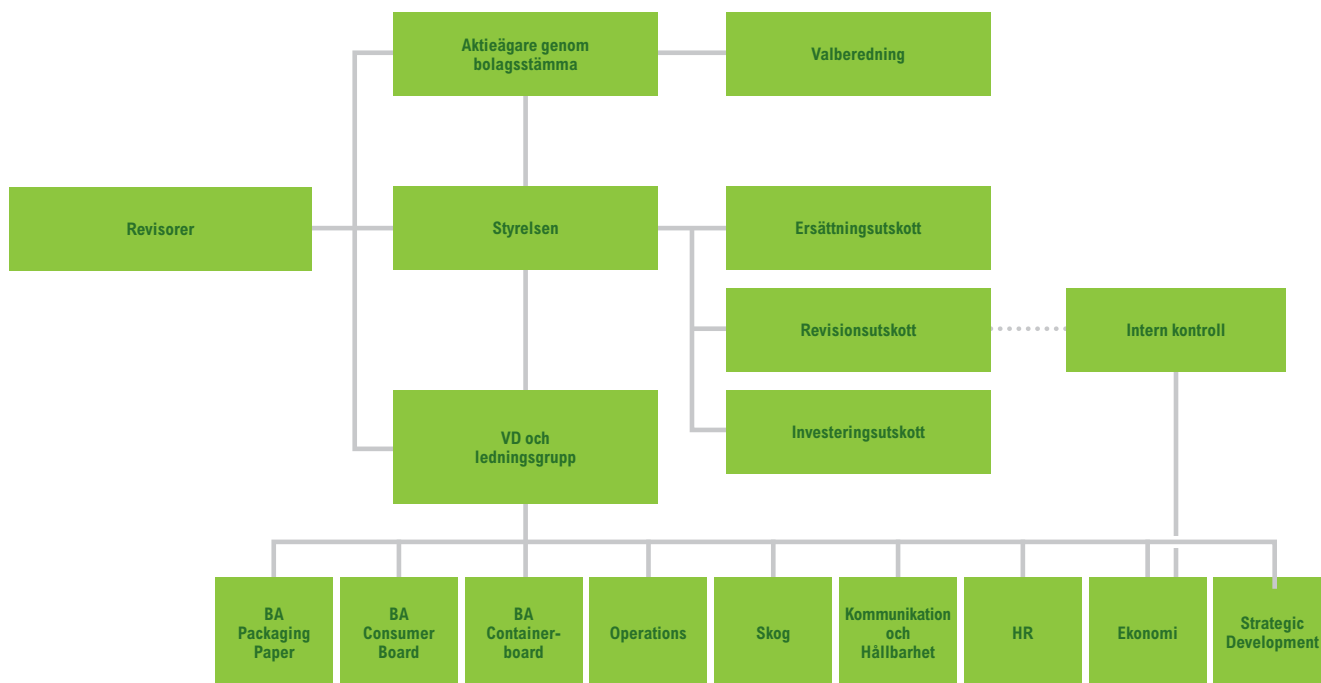 Aktieägare genom
bolagsstämma
Valberedning
Revisorer
Styrelsen
Ersättningsutskott
Revisionsutskott
Intern kontroll
VD och
ledningsgrupp
Investeringsutskott
BA
Packaging
Paper
BA
Consumer
Board
BA
Container-
board
Operations
Skog
Kommunikation
och
Hållbarhet
HR
Ekonomi
Strategic
Development